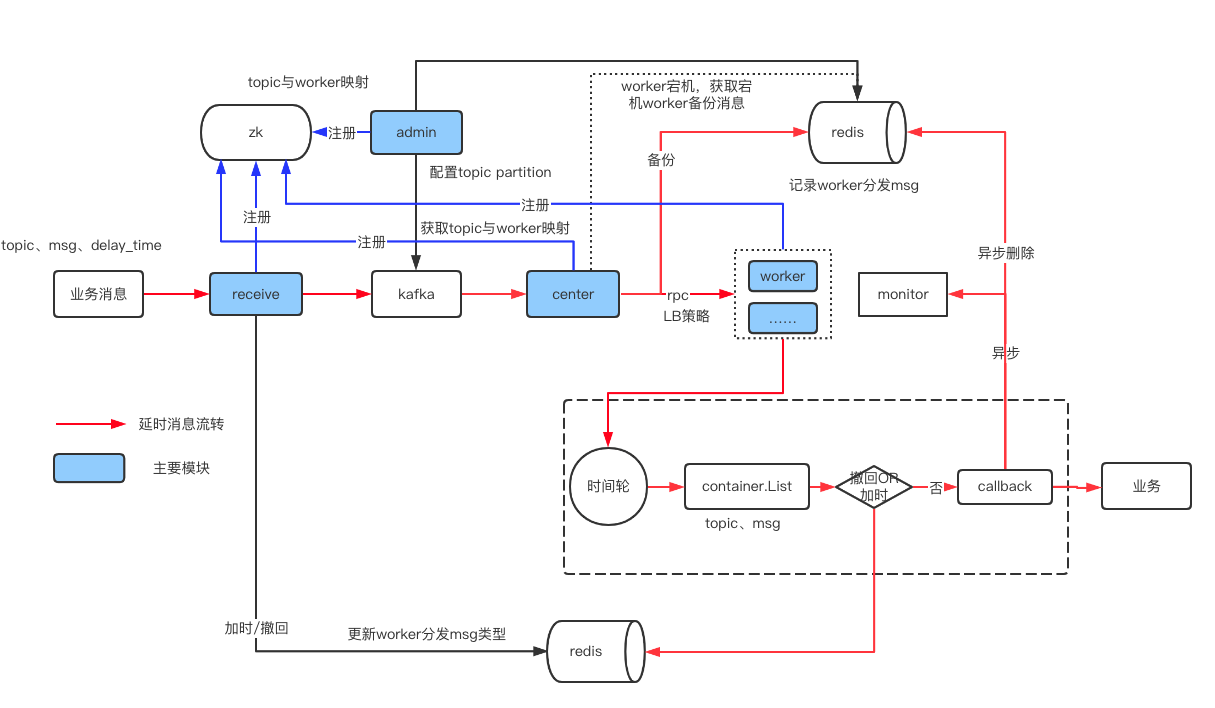 topic与worker映射
worker宕机，获取宕
机worker备份消息
zk
注册
admin
redis
备份
配置topic partition
记录worker分发msg
注册
注册
获取topic与worker映射
注册
topic、msg、delay_time
异步删除
worker
业务消息
receive
kafka
center
rpc
LB策略
……
monitor
异步
延时消息流转
主要模块
时间轮
container.List
撤回OR
加时
否
callback
业务
topic、msg
加时/撤回
更新worker分发msg类型
redis